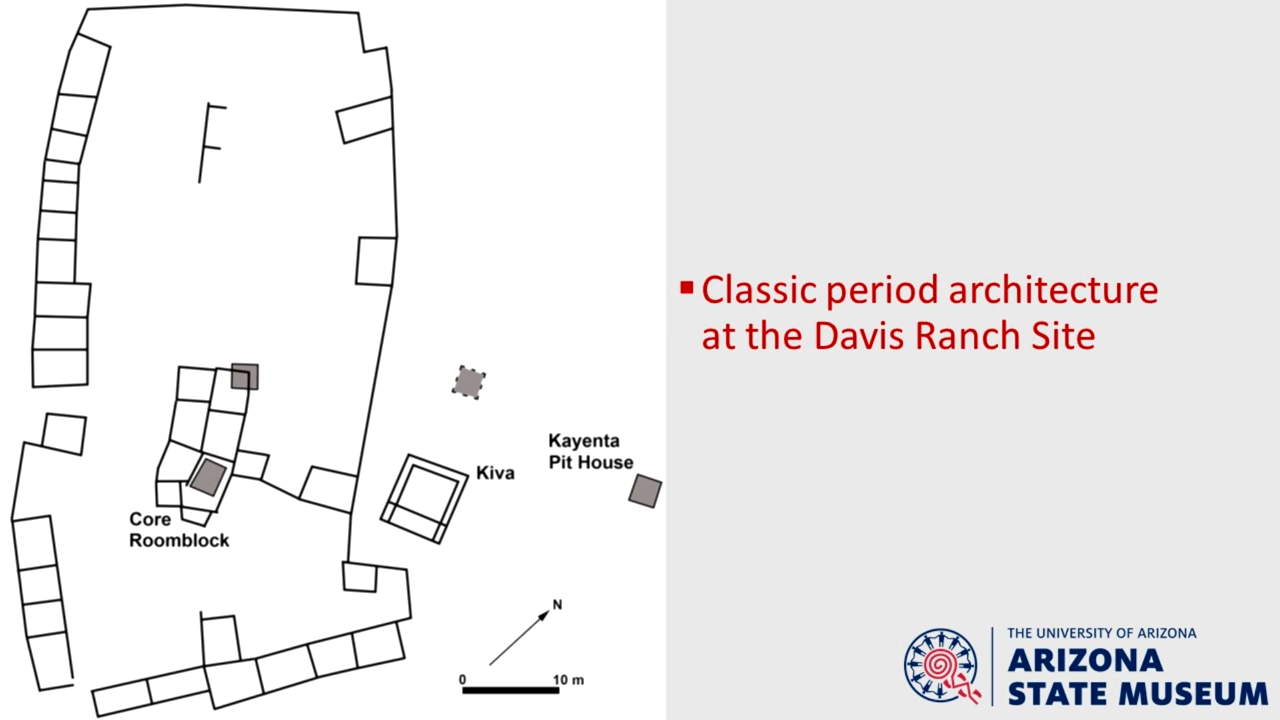 Kayenta
Pit House
Kiva
Core
Roomblock
N
0 10 m
▪ Classic period architecture
at the Davis Ranch Site
THE UNIVERSITY OF ARIZONA
ARIZONA
STATE MUSEUM